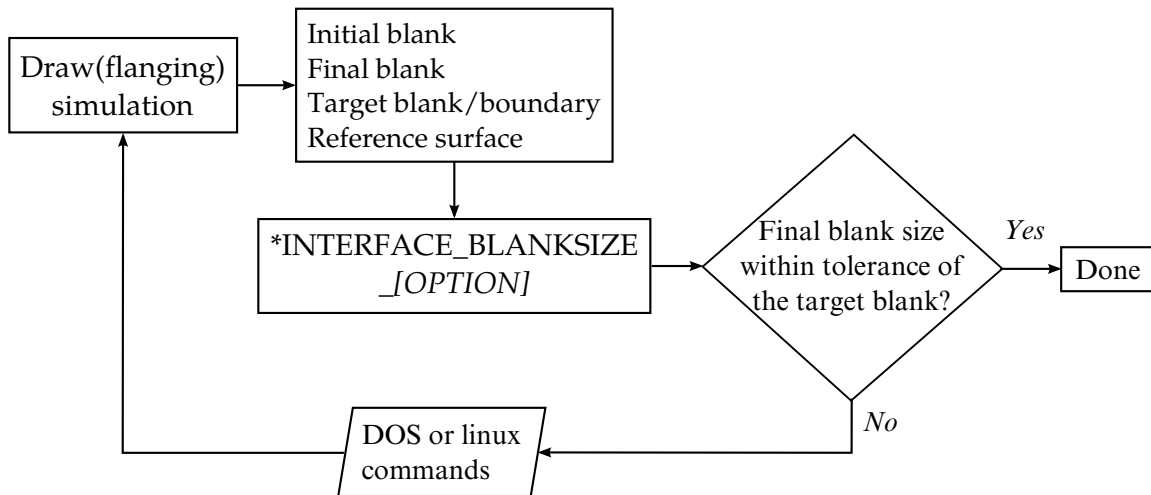 Draw(flanging)
simulation
Initial blank
Final blank
Target blank/boundary
Reference surface
*INTERFACE_BLANKSIZE
_[OPTION]
Final blank size
within tolerance of
the target blank?
Yes
Done
No
DOS or linux
commands